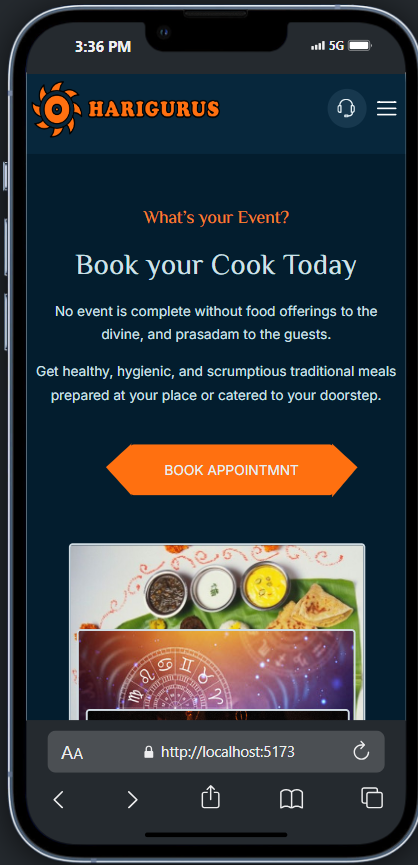 3:36 PM
5G
HARIGURUS
What's your Event?
Book your Cook Today
No event is complete without food offerings to the
divine, and prasadam to the guests.
Get healthy, hygienic, and scrumptious traditional meals
prepared at your place or catered to your doorstep.
BOOK APPOINTMNT
AA
http://localhost:5173